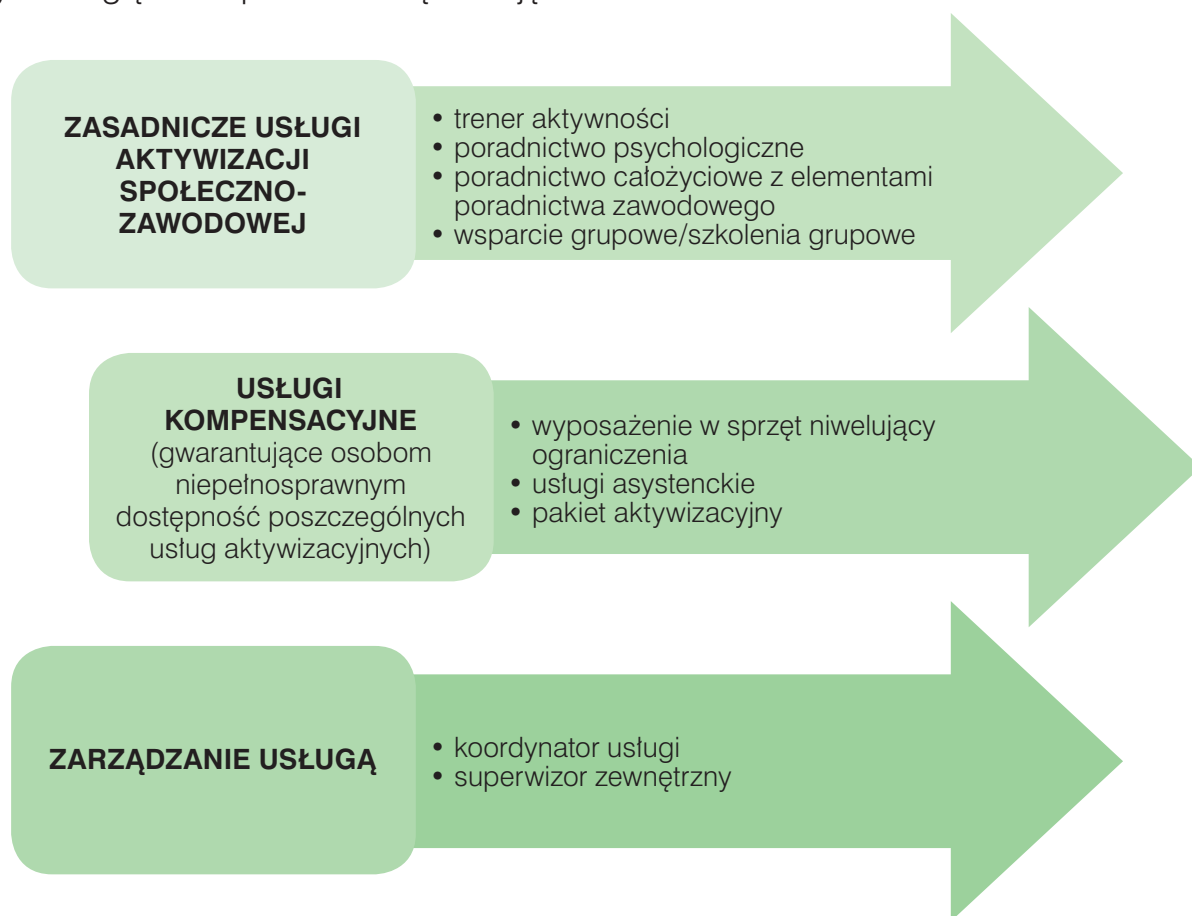 ZASADNICZE USŁUGI
AKTYWIZACJI
SPOŁECZNO-
ZAWODOWEJ
• trener aktywności
• poradnictwo psychologiczne
• poradnictwo całożyciowe z elementami
poradnictwa zawodowego
• wsparcie grupowe/szkolenia grupowe
USŁUGI
KOMPENSACYJNE
(gwarantujące osobom
niepełnosprawnym
dostępność poszczególnych
usług aktywizacyjnych)
• wyposażenie w sprzęt niwelujący
ograniczenia
• usługi asystenckie
• pakiet aktywizacyjny
ZARZĄDZANIE USŁUGĄ
• koordynator usługi
• superwizor zewnętrzny